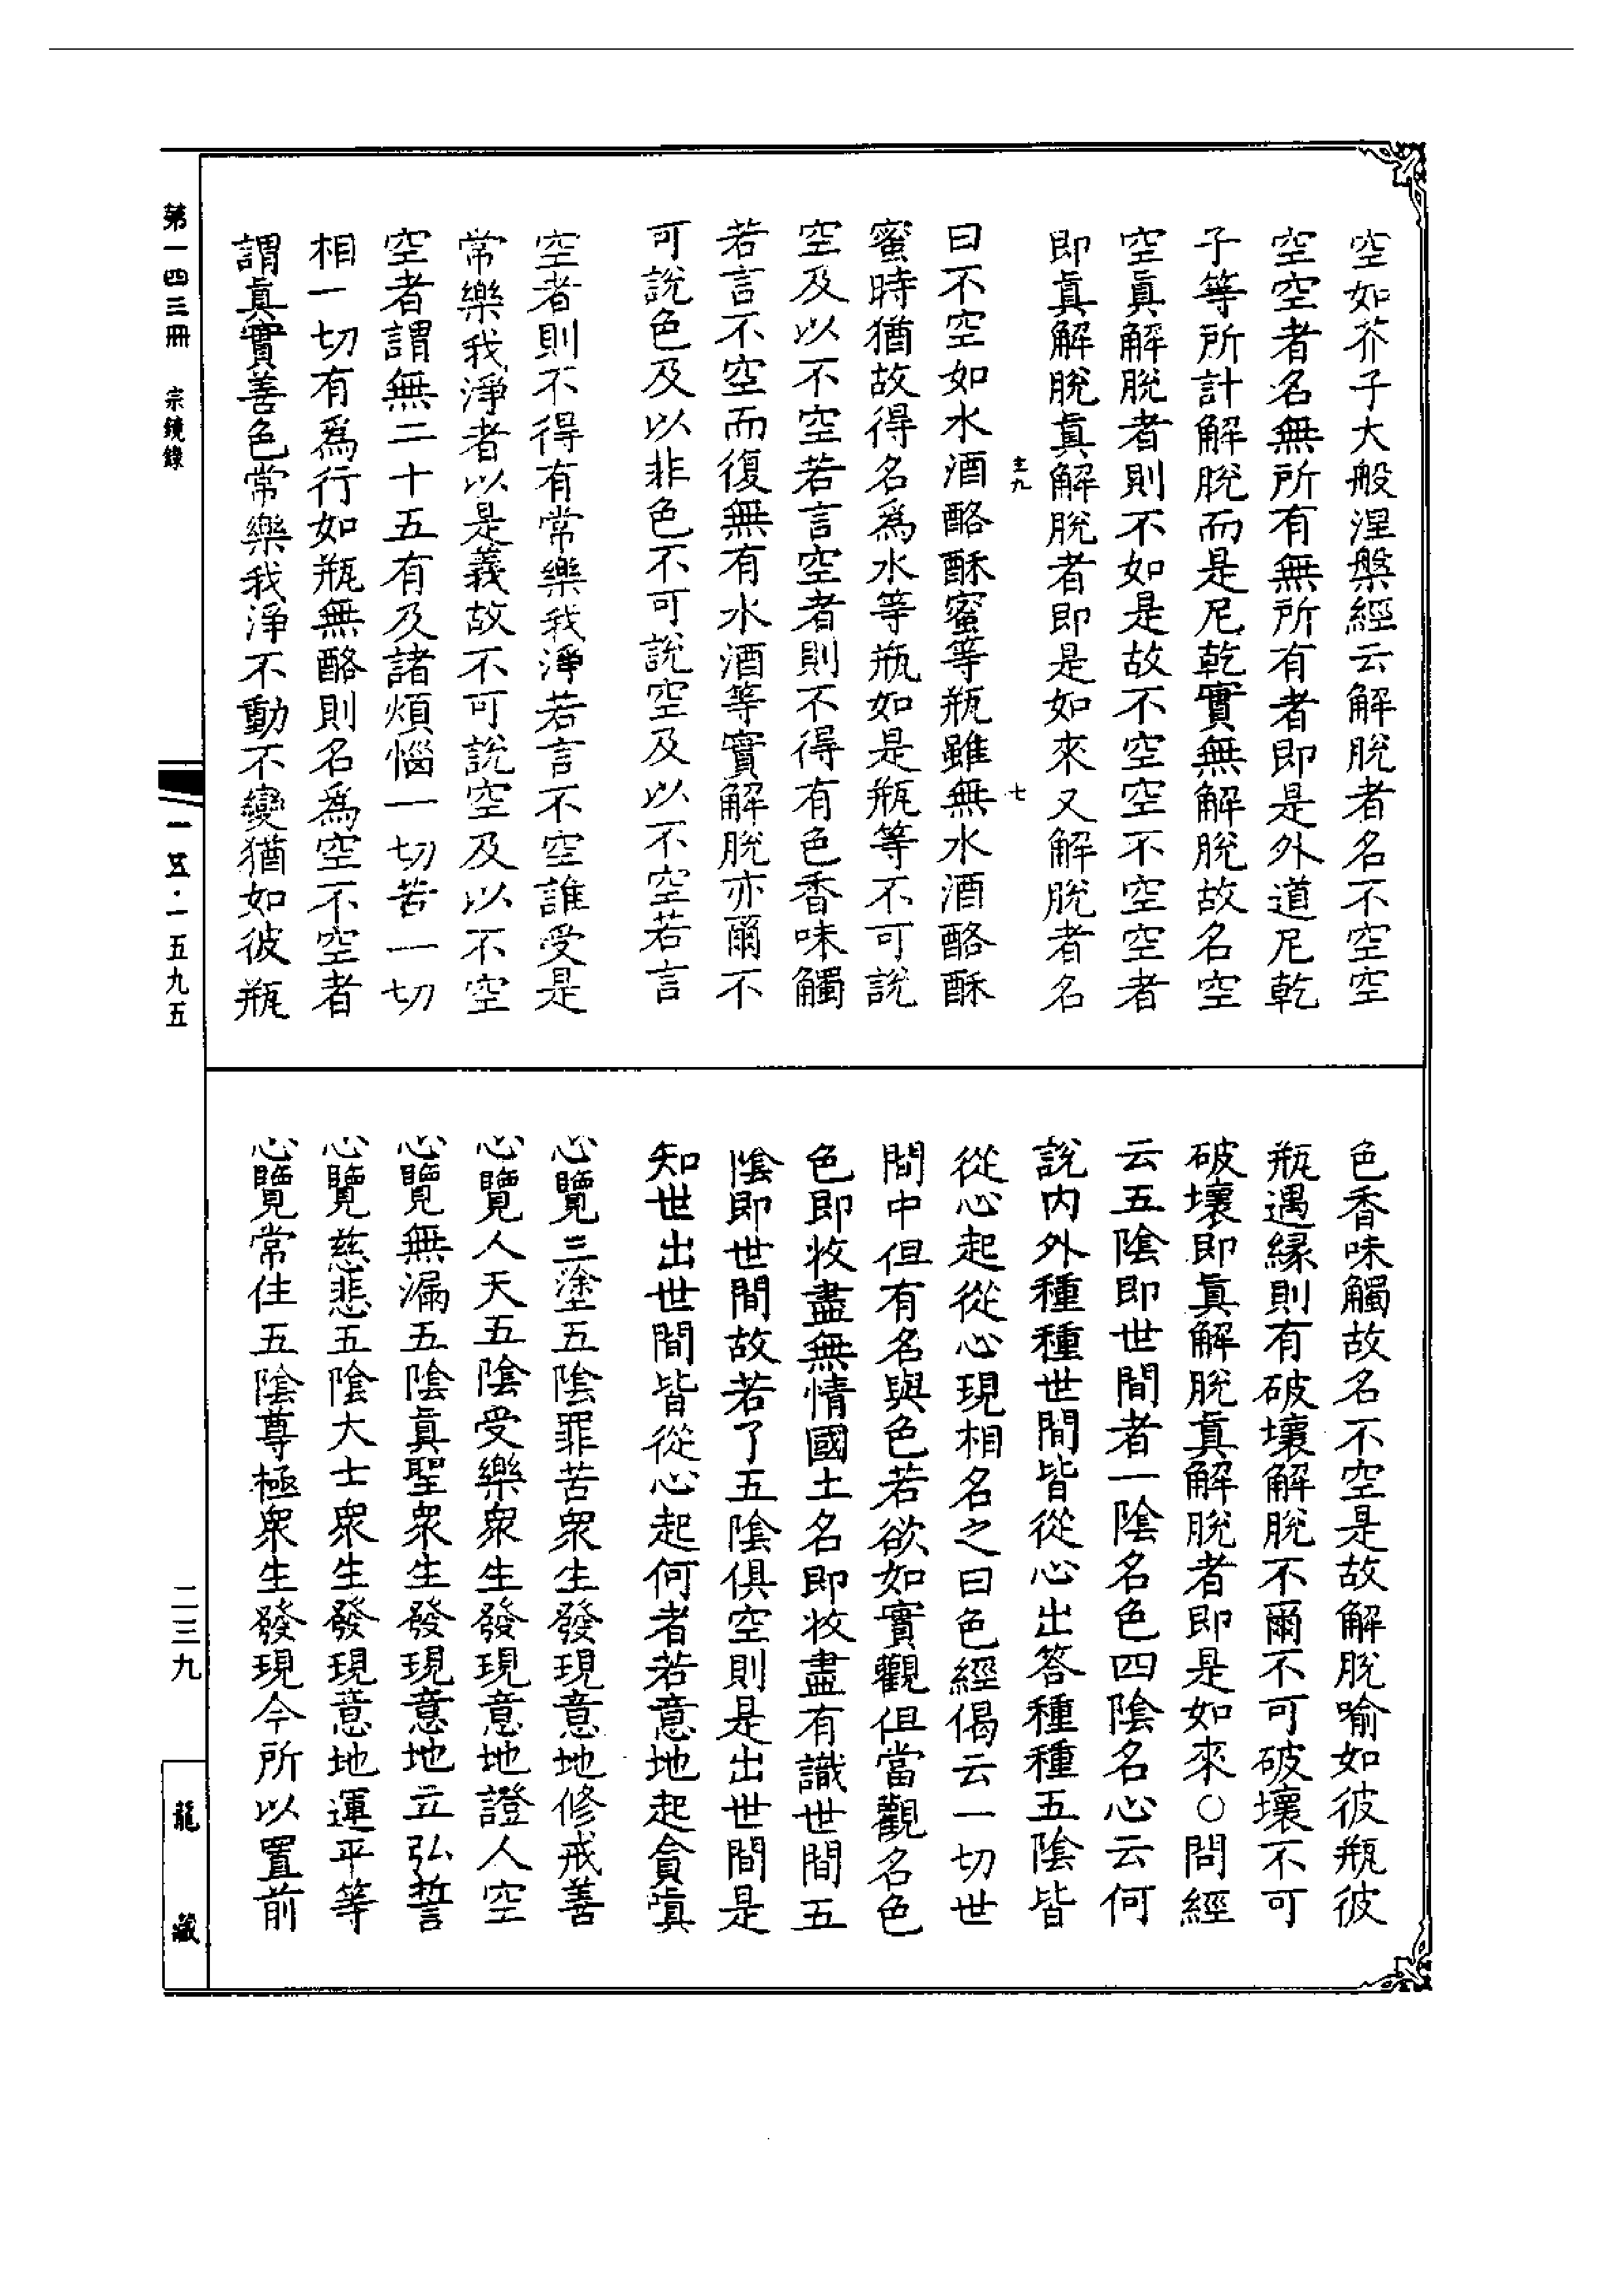 空如芥子大般涅槃經云解脫者名不空空
空空者名無所有無所有者即是外道尼乾
子等所計解脫而是尼乾實無解脫故名空
空眞解脫者則不如是故不空空不空空者
即眞解脫眞解脫者即是如來又解脫者名
主九 七
曰不空如水酒酪酥蜜等瓶雖無水酒酪酥
蜜時猶故得名爲水等瓶如是瓶等不可說
空及以不空若言空者則不得有色香味觸
若言不空而復無有水酒等實解脫亦爾不
可說色及以非色不可說空及以不空若言
空者則不得有常樂我淨若言不空誰受是
常樂我淨者以是義故不可說空及以不空
空者謂無二十五有及諸煩惱一切苦一切
相一切有爲行如瓶無酪則名爲空不空者
謂眞實善色常樂我淨不動不變猶如彼瓶
色香味觸故名不空是故解脫喻如彼瓶彼
瓶遇緣則有破壞解脫不爾不可破壞不可
破壞即眞解脫眞解脫者即是如來○問經
云五陰即世間者一陰名色四陰名心云何
說内外種種世間皆從心出答種種五陰皆
從心起從心現相名之曰色經偈云一切世
間中但有名與色若欲如實觀但當觀名色
色即收盡無情國土名即收盡有識世間五
陰即世間故若了五陰俱空則是出世間是
知世出世間皆從心起何者若意地起貪嗔
心覽三塗五陰罪苦衆生發現意地修戒善
心覽人天五陰受樂衆生發現意地證人空
心覽無漏五陰眞聖衆生發現意地立弘誓
心覽慈悲五陰大士衆生發現意地運平等
心覽常住五陰尊極衆生發現今所以置前
第一四三冊 宗鏡錄
一五·一五九五
二三九
龍藏